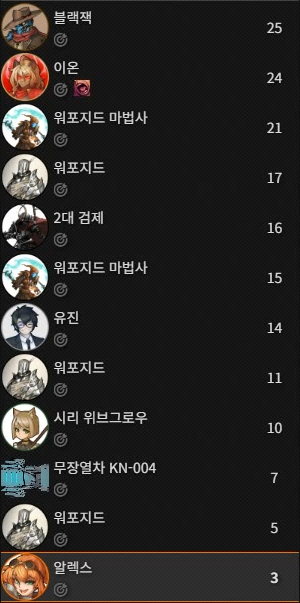 블랙잭 25
이온 24
워포지드 마법사 21
워포지드 17
2대 검제 16
워포지드 마법사 15
유진 14
워포지드 11
시리 위브그로우 10
무장열차 KN-004 7
워포지드 5
알렉스 3